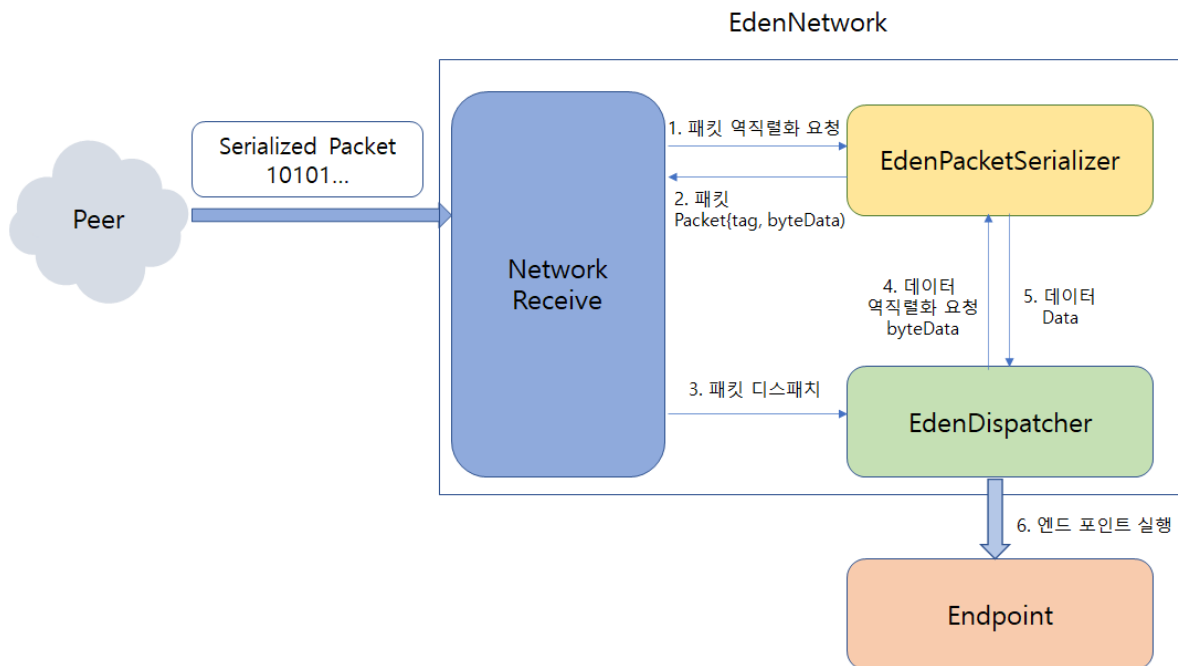 EdenNetwork
Serialized Packet
10101...
Peer
Network
Receive
1. 패킷 역직렬화 요청
2. 패킷
Packet{tag, byteData)
EdenPacketSerializer
4. 데이터
역직렬화 요청
byteData
5. 데이터
Data
3. 패킷 디스패치
EdenDispatcher
6. 엔드 포인트 실행
Endpoint